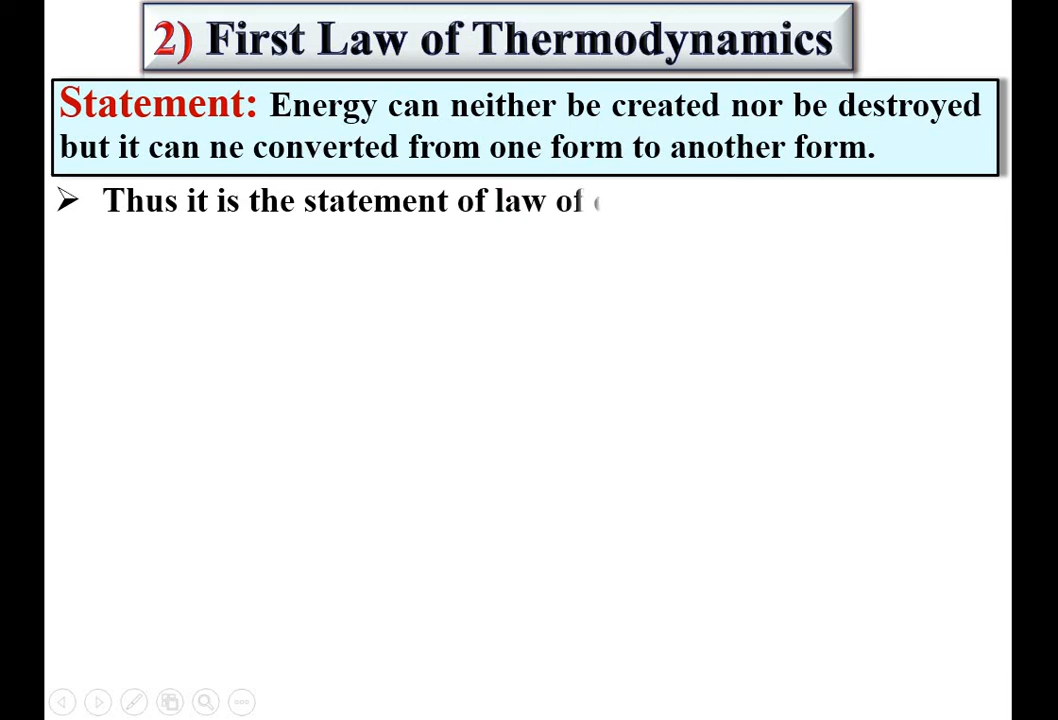 2) First Law of Thermodynamics
Statement: Energy can neither be created nor be destroyed
but it can ne converted from one form to another form.
➢ Thus it is the statement of law of